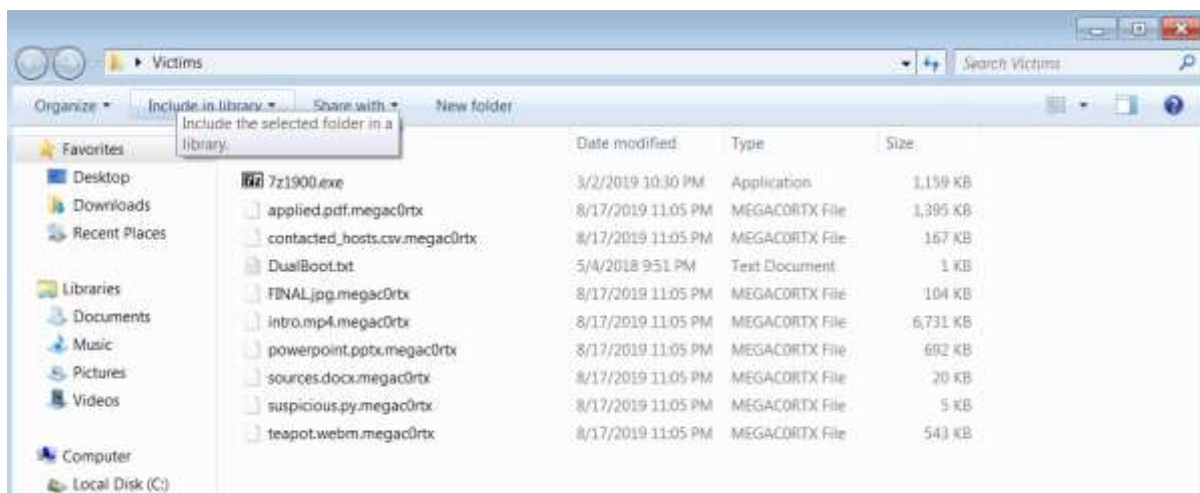 Victims
Search Victims
Organize Include in library Share with New folder
Include the selected folder in a
library.
Date modified Type Size
Favorites
Desktop
Downloads
Recent Places
Libraries
Documents
Music
Pictures
Videos
Computer
Local Disk (C:)
7z1900.exe 3/2/2019 10:30 PM Application 1,159 KB
applied.pdf.megac0rtx 8/17/2019 11:05 PM MEGAC0RTX File 1,395 KB
contacted_hosts.csv.megac0rtx 8/17/2019 11:05 PM MEGAC0RTX File 167 KB
DualBoot.txt 5/4/2018 9:51 PM Text Document 1 KB
FINAL.jpg.megac0rtx 8/17/2019 11:05 PM MEGAC0RTX File 104 KB
intro.mp4.megac0rtx 8/17/2019 11:05 PM MEGAC0RTX File 6,731 KB
powerpoint.pptx.megac0rtx 8/17/2019 11:05 PM MEGAC0RTX File 692 KB
sources.docx.megac0rtx 8/17/2019 11:05 PM MEGAC0RTX File 20 KB
suspicious.py.megac0rtx 8/17/2019 11:05 PM MEGAC0RTX File 5 KB
teapot.webm.megac0rtx 8/17/2019 11:05 PM MEGAC0RTX File 543 KB